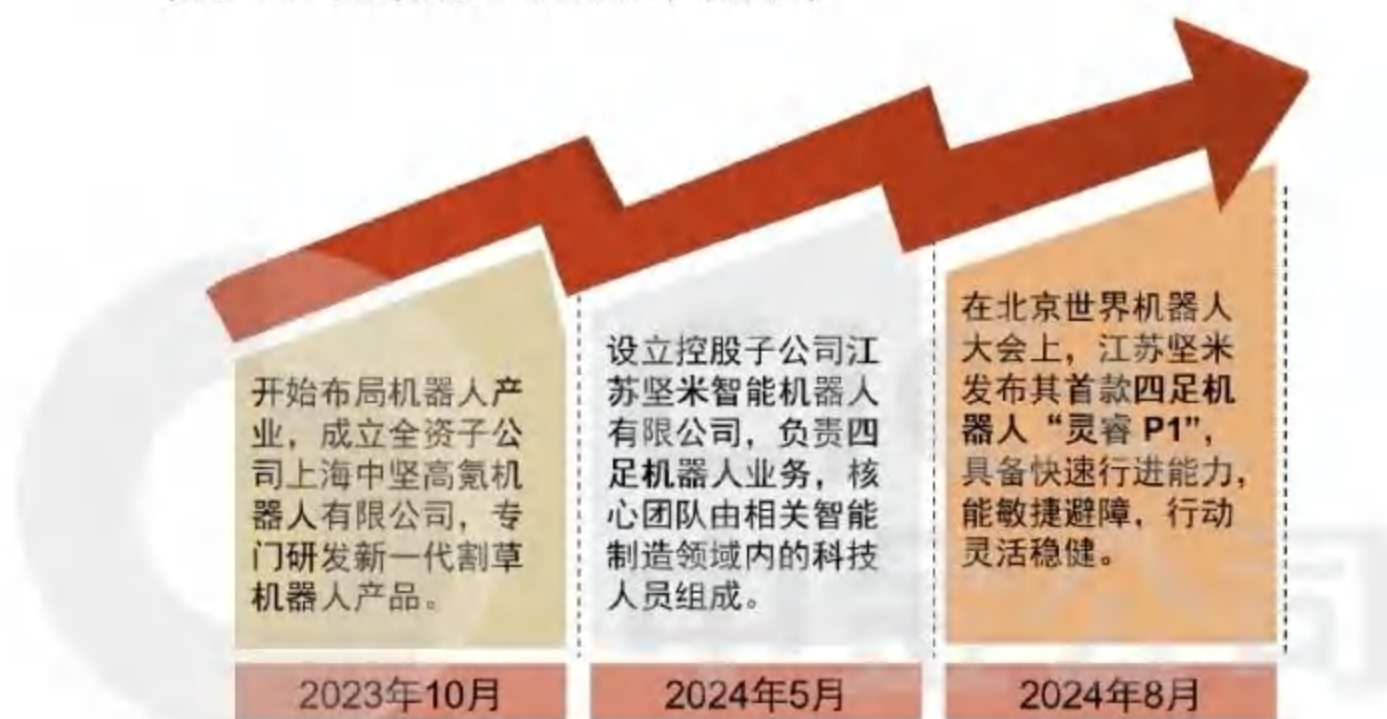 开始布局机器人产
业，成立全资子公
司上海中坚高氪机
器人有限公司，专
门研发新一代割草
机器人产品。
2023年10月
设立控股子公司江
苏坚米智能机器人
有限公司，负责四
足机器人业务，核
心团队由相关智能
制造领域内的科技
人员组成。
2024年5月
在北京世界机器人
大会上，江苏坚米
发布其首款四足机
器人“灵睿 P1”，
具备快速行进能力，
能敏捷避障，行动
灵活稳健。
2024年8月